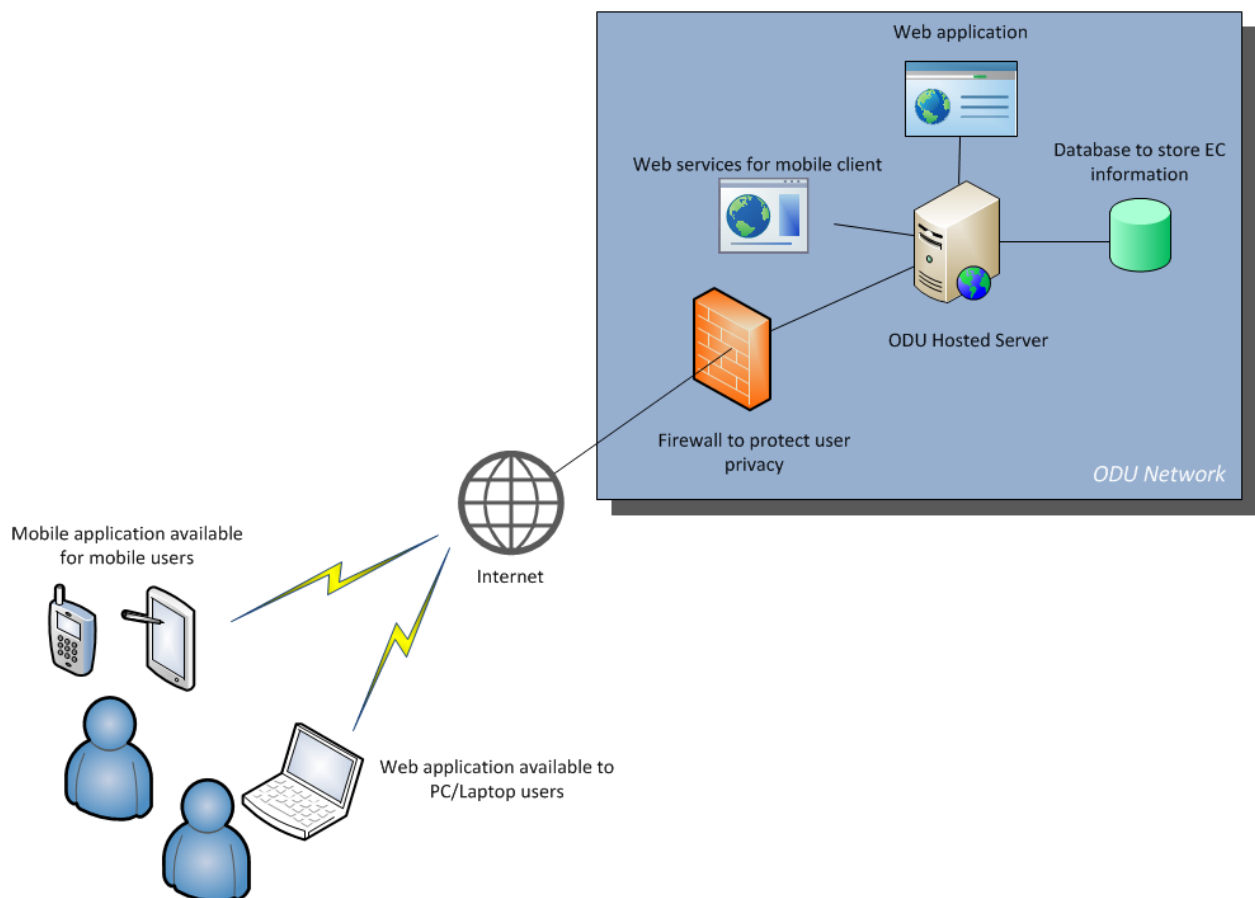 Web application
Web services for mobile client
Database to store EC
information
ODU Hosted Server
Firewall to protect user
privacy
ODU Network
Internet
Mobile application available
for mobile users
Web application available to
PC/Laptop users